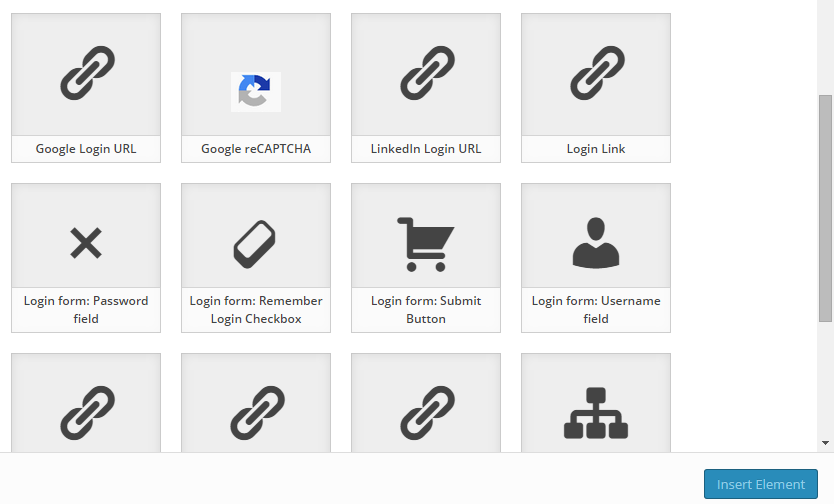 Google Login URL
Google reCAPTCHA
LinkedIn Login URL
Login Link
Login form: Password
field
Login form: Remember
Login Checkbox
Login form: Submit
Button
Login form: Username
field
Insert Element